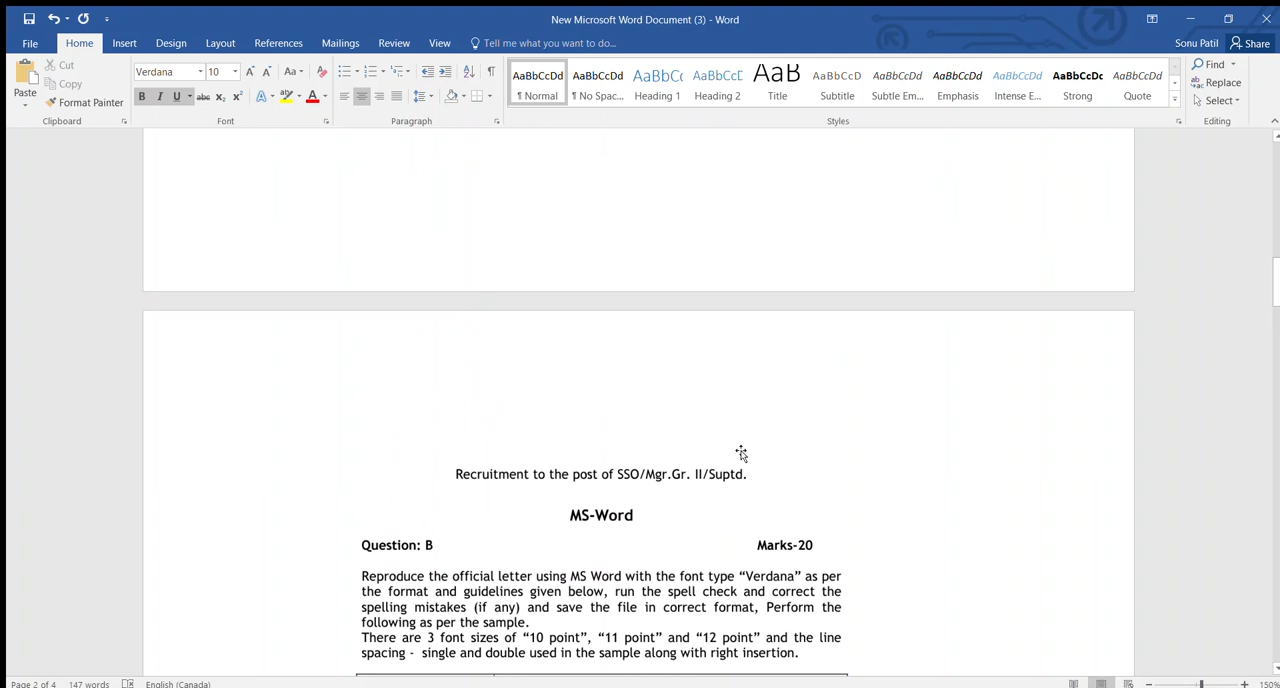 New Microsoft Word Document (3) - Word
File Home Insert Design Layout References Mailings Review View Tell me what you want to do... Sonu Patil Share
Paste
Cut
Copy
Format Painter
Clipboard
Verdana 10 Aa
B I U abc x₂ x² A ab A
Font
Paragraph
AaBbCcDd AaBbCcDd AaBbCc AaBbCcD AaB AaBbCcD AaBbCcDd AaBbCcDd AaBbCcDd AaBbCcDc AaBbCcDd
¶ Normal ¶ No Spac... Heading 1 Heading 2 Title Subtitle Subtle Em... Emphasis Intense E... Strong Quote
Styles
Find
Replace
Select
Editing
Recruitment to the post of SSO/Mgr.Gr. II/Suptd.
MS-Word
Question: B Marks-20
Reproduce the official letter using MS Word with the font type “Verdana” as per
the format and guidelines given below, run the spell check and correct the
spelling mistakes (if any) and save the file in correct format, Perform the
following as per the sample.
There are 3 font sizes of “10 point”, “11 point” and “12 point” and the line
spacing - single and double used in the sample along with right insertion.
Page 2 of 4 147 words English (Canada) 150%